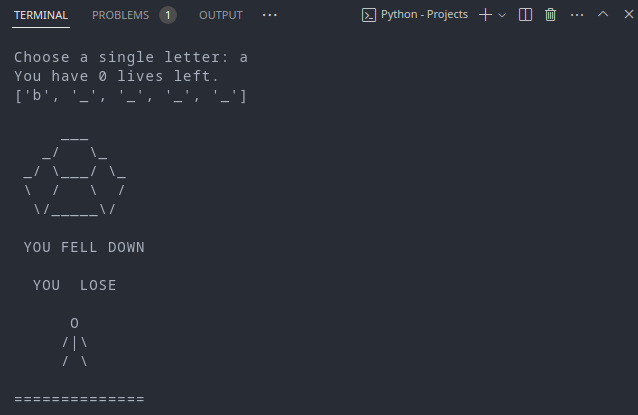 TERMINAL PROBLEMS 1 OUTPUT ··· Python - Projects
Choose a single letter: a
You have 0 lives left.
['b', '_', '_', '_', '_']
      ___
    _/   \_
  _/ \___/ \_
  \  /   \  /
   \/_____\/
YOU FELL DOWN
YOU  LOSE
       O
      /|\
      / \
==============